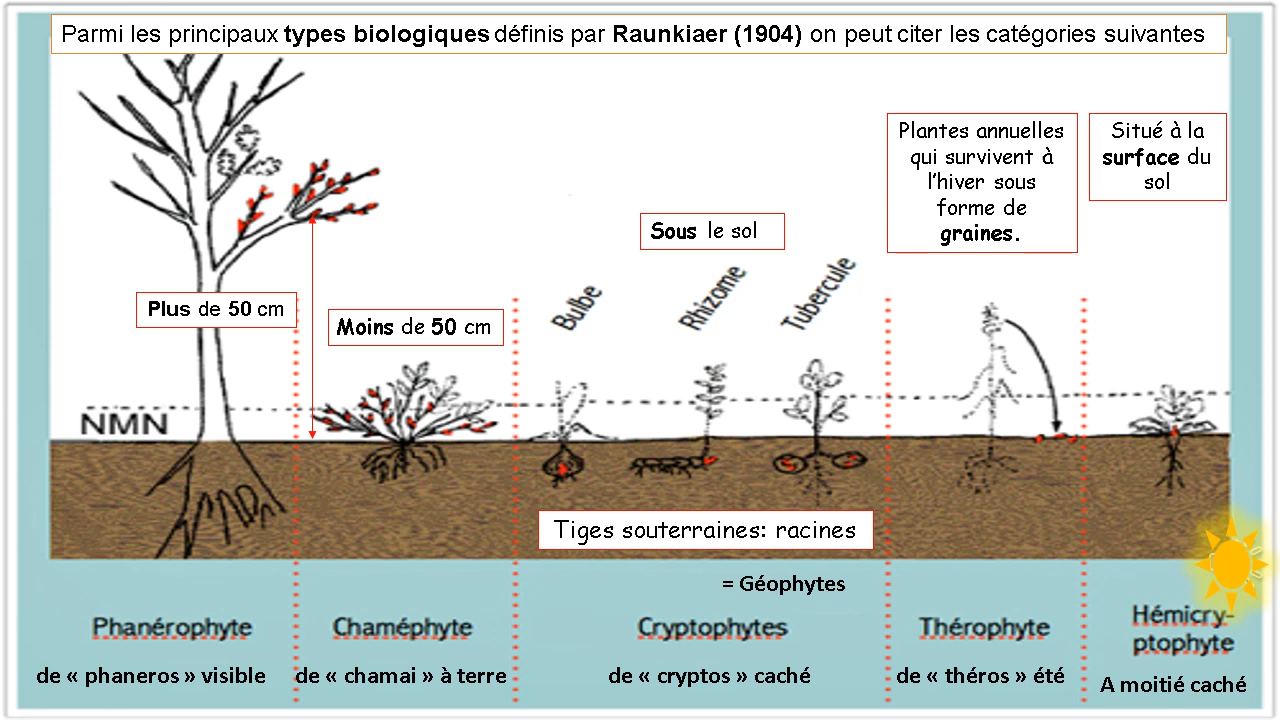 Parmi les principaux types biologiques définis par Raunkiaer (1904) on peut citer les catégories suivantes
Plantes annuelles
qui survivent à
l'hiver sous
forme de
graines.
Situé à la
surface du
sol
Sous le sol
Plus de 50 cm
Moins de 50 cm
Bulbe
Rhizome
Tubercule
NMN
Tiges souterraines: racines
= Géophytes
Phanérophyte
Chaméphyte
Cryptophytes
Thérophyte
Hémicry-
ptophyte
de « phaneros » visible
de « chamai » à terre
de « cryptos » caché
de « théros » été
A moitié caché